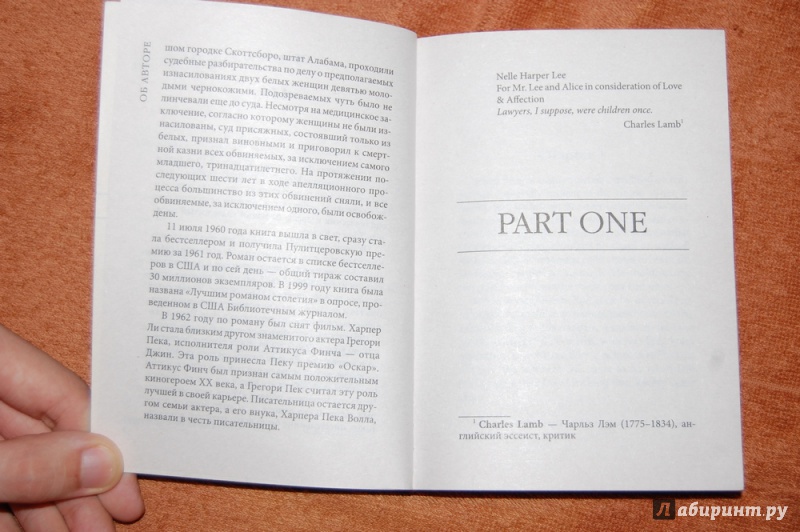 ОБ АВТОРЕ
шом городке Скоттсборо, штат Алабама, проходили
судебные разбирательства по делу о предполагаемых
изнасилованиях двух белых женщин девятью моло-
дыми чернокожими. Подозреваемых чуть было не
линчевали еще до суда. Несмотря на медицинское за-
ключение, согласно которому женщины не были из-
насилованы, суд присяжных, состоявший только из
белых, признал виновными и приговорил к смерт-
ной казни всех обвиняемых, за исключением самого
младшего, тринадцатилетнего. На протяжении по-
следующих шести лет в ходе апелляционного про-
цесса большинство из этих обвинений сняли, и все
обвиняемые, за исключением одного, были освобож-
дены.
11 июля 1960 года книга вышла в свет, сразу ста-
ла бестселлером и получила Пулитцеровскую пре-
мию за 1961 год. Роман остается в списке бестселле-
ров в США и по сей день — общий тираж составил
30 миллионов экземпляров. В 1999 году книга была
названа «Лучшим романом столетия» в опросе, про-
веденном в США Библиотечным журналом.
В 1962 году по роману был снят фильм. Харпер
Ли стала близким другом знаменитого актера Грегори
Пека, исполнителя роли Аттикуса Финча — отца
Джин. Эта роль принесла Пеку премию «Оскар».
Аттикус Финч был признан самым положительным
киногероем XX века, а Грегори Пек считал эту роль
лучшей в своей карьере. Писательница остается дру-
гом семьи актера, а его внука, Харпера Пека Волла,
назвали в честь писательницы.
Nelle Harper Lee
For Mr. Lee and Alice in consideration of Love
& Affection
Lawyers, I suppose, were children once.
Charles Lamb¹
PART ONE
¹ Charles Lamb — Чарльз Лэм (1775–1834), ан-
глийский эссеист, критик
Лабиринт.ру